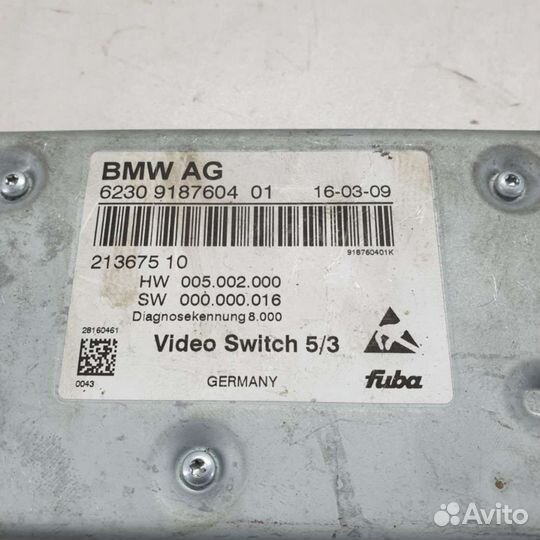 BMW AG
6230 9187604 01 16-03-09
918760401K
213675 10
HW 005.002.000
SW 000.000.016
Diagnosekennung 8.000
28160461
Video Switch 5/3
0043
GERMANY
fuba
Avito